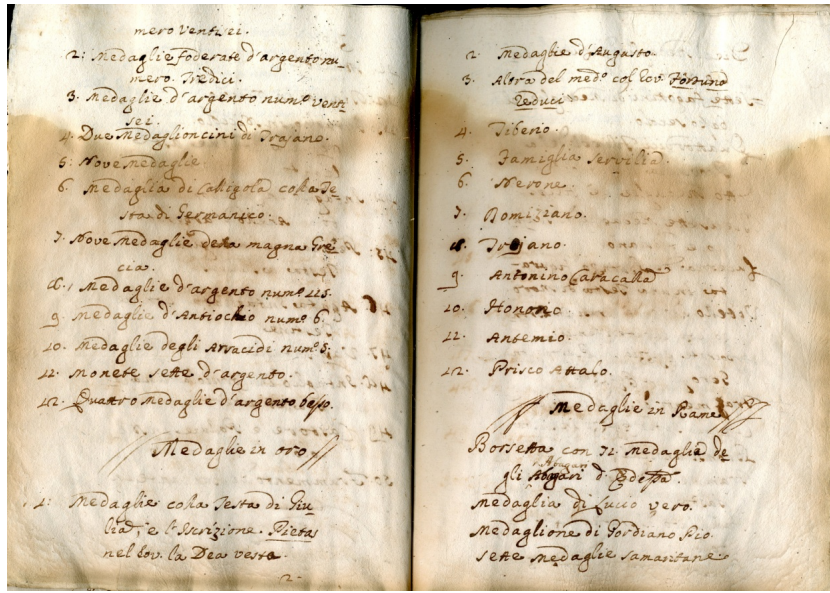 mero Ventisei.
2: Medaglie foderate d'argento nu-
mero Tredici.
3. Medaglie d'argento num.o venti
sei.
4. Due Medaglioncini di Trajano.
5. Nove Medaglie.
6. Medaglia di Caligola colla Te
sta di Germanico.
7. Nove Medaglie della magna Gre
cia.
8. Medaglie d'argento num.o 115.
9. Medaglie d'Antiochio num.o 6.
10. Medaglie degli Arsacidi num.o 5.
11. Monete sette d'argento.
12. Quattro medaglie d'argento basso.
Medaglie in oro
1: Medaglie colla Testa di Giu
lia, e l'Iscrizione. Pietas
nel rov. la Dea Vesta.
2.
2. Medaglie d'Augusto.
3. Altra del med.o col rov. Fortuna
Reduci
4. Tiberio.
5. Famiglia Servilia.
6. Nerone.
7. Domiziano.
8. Trajano.
9. Antonino Caracalla
10. Honorio.
11. Antemio.
12. Prisco Attalo.
Medaglie in Rame
Borsetta con 72 Medaglia de
gli Abgari d'Edessa.
Medaglia di Lucio Vero.
Medaglione di Gordiano Pio.
Sette Medaglie Samaritane